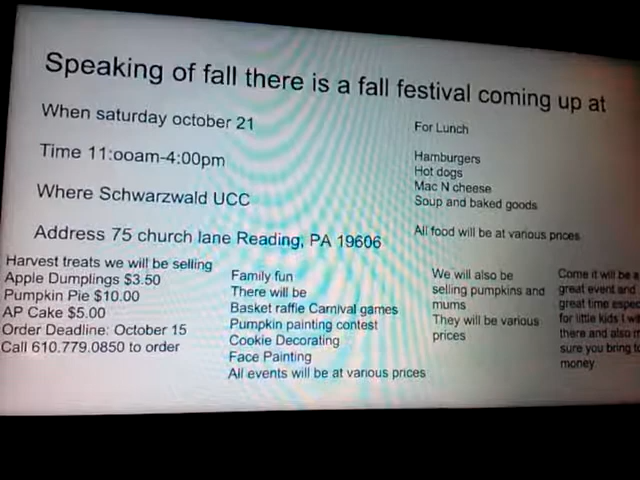 Speaking of fall there is a fall festival coming up at
When saturday october 21
Time 11:ooam-4:00pm
Where Schwarzwald UCC
Address 75 church lane Reading, PA 19606
For Lunch
Hamburgers
Hot dogs
Mac N cheese
Soup and baked goods
All food will be at various prices
Harvest treats we will be selling
Apple Dumplings $3.50
Pumpkin Pie $10.00
AP Cake $5.00
Order Deadline: October 15
Call 610.779.0850 to order
Family fun
There will be
Basket raffle Carnival games
Pumpkin painting contest
Cookie Decorating
Face Painting
All events will be at various prices
We will also be
selling pumpkins and
mums
They will be various
prices
Come it will be a
great event and
great time
for little kids I
there and also
sure you bring
money